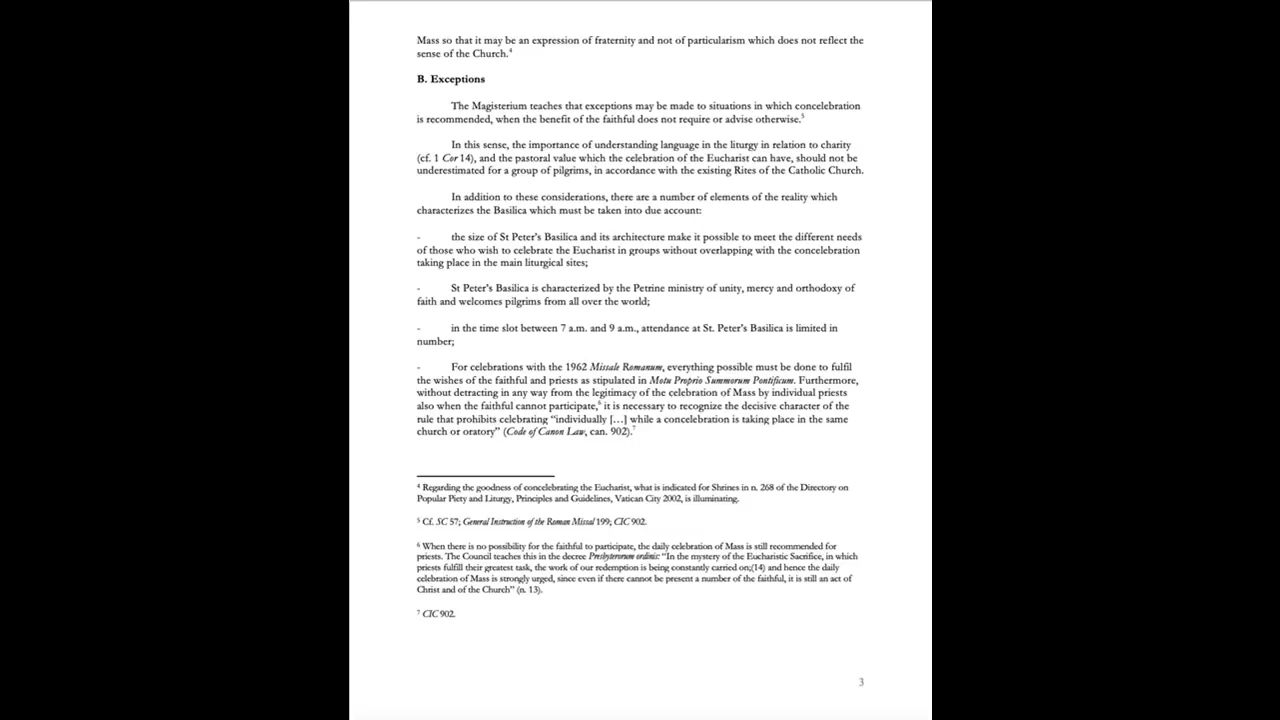 Mass so that it may be an expression of fraternity and not of particularism which does not reflect the
sense of the Church.4
B. Exceptions
The Magisterium teaches that exceptions may be made to situations in which concelebration
is recommended, when the benefit of the faithful does not require or advise otherwise.5
In this sense, the importance of understanding language in the liturgy in relation to charity
(cf. 1 Cor 14), and the pastoral value which the celebration of the Eucharist can have, should not be
underestimated for a group of pilgrims, in accordance with the existing Rites of the Catholic Church.
In addition to these considerations, there are a number of elements of the reality which
characterizes the Basilica which must be taken into due account:
- the size of St Peter's Basilica and its architecture make it possible to meet the different needs
of those who wish to celebrate the Eucharist in groups without overlapping with the concelebration
taking place in the main liturgical sites;
- St Peter's Basilica is characterized by the Petrine ministry of unity, mercy and orthodoxy of
faith and welcomes pilgrims from all over the world;
- in the time slot between 7 a.m. and 9 a.m., attendance at St. Peter's Basilica is limited in
number;
- For celebrations with the 1962 Missale Romanum, everything possible must be done to fulfil
the wishes of the faithful and priests as stipulated in Motu Proprio Summorum Pontificum. Furthermore,
without detracting in any way from the legitimacy of the celebration of Mass by individual priests
also when the faithful cannot participate,6 it is necessary to recognize the decisive character of the
rule that prohibits celebrating “individually [...] while a concelebration is taking place in the same
church or oratory” (Code of Canon Law, can. 902).7
4 Regarding the goodness of concelebrating the Eucharist, what is indicated for Shrines in n. 268 of the Directory on
Popular Piety and Liturgy, Principles and Guidelines, Vatican City 2002, is illuminating.
5 Cf. SC 57; General Instruction of the Roman Missal 199; CIC 902.
6 When there is no possibility for the faithful to participate, the daily celebration of Mass is still recommended for
priests. The Council teaches this in the decree Presbyterorum ordinis: “In the mystery of the Eucharistic Sacrifice, in which
priests fulfill their greatest task, the work of our redemption is being constantly carried on;(14) and hence the daily
celebration of Mass is strongly urged, since even if there cannot be present a number of the faithful, it is still an act of
Christ and of the Church” (n. 13).
7 CIC 902.
3